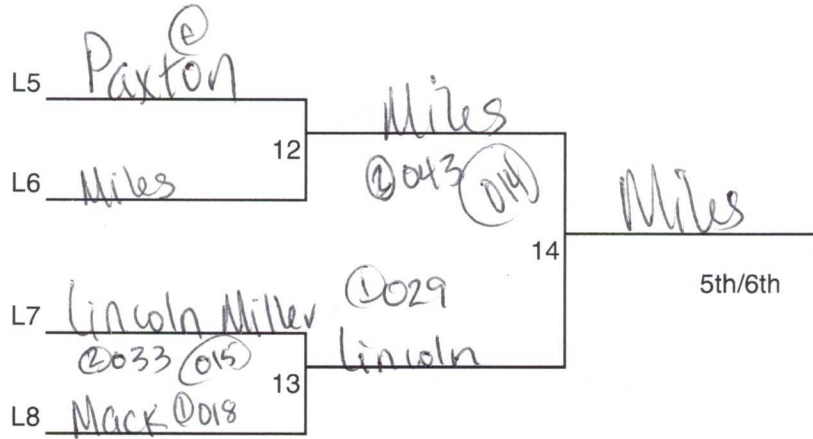 L5 Paxton
12 Miles
L6 Miles
② 043 014
14 Miles
5th/6th
L7 Lincoln Miller ① 029
② 033 015
13 Lincoln
L8 Mack ① 018